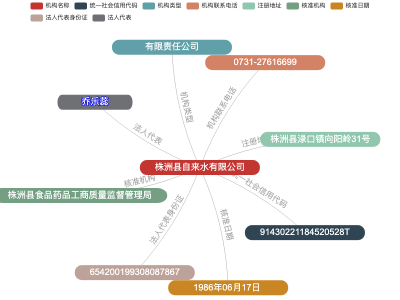 机构名称 统一社会信用代码 机构类型 机构联系电话 注册地址 核准机构 核准日期
法人代表身份证 法人代表
有限责任公司
0731-27616699
乔乐蕊
机构类型
机构联系电话
法人代表
注册地
株洲县渌口镇向阳岭31号
株洲县自来水有限公司
核准机构
一社会信用代码
株洲县食品药品工商质量监督管理局
法人代表身份证
核准日期
91430221184520528T
654200199308087867
1986年06月17日